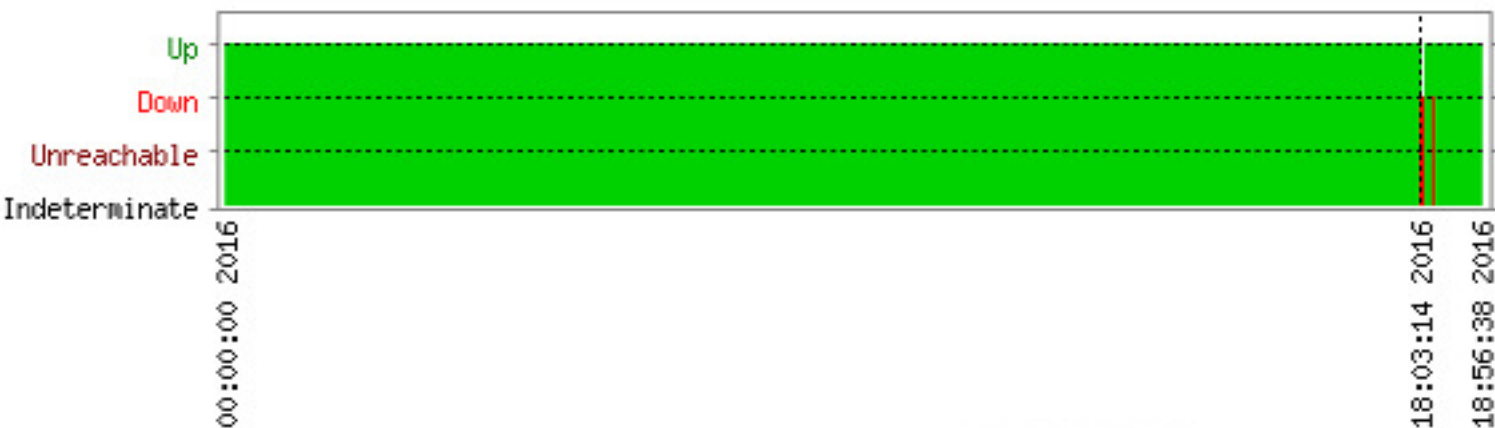 Up
Down
Unreachable
Indeterminate
00:00:00 2016
18:03:14 2016
18:56:38 2016